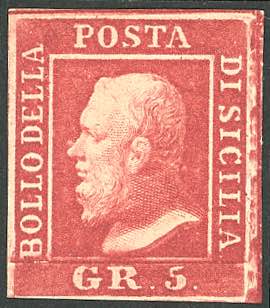 BOLLO DELLA
POSTA
DI SICILIA
GR. 5.